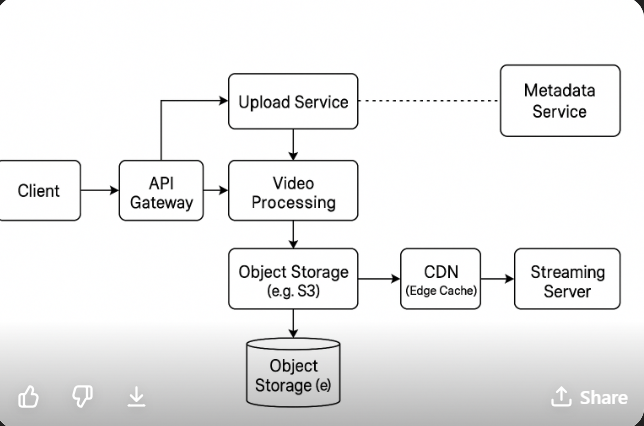 Upload Service
Metadata
Service
Client
API
Gateway
Video
Processing
Object Storage
(e.g. S3)
CDN
(Edge Cache)
Streaming
Server
Object
Storage (e)
Share